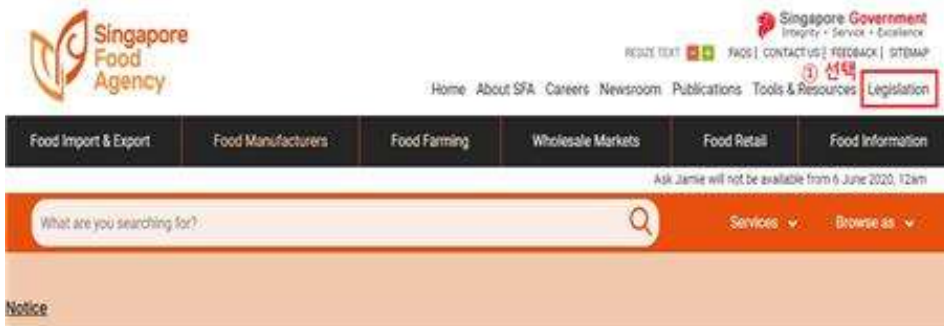 Singapore
Food
Agency
Singapore Government
Integrity • Service • Excellence
RESIZE TEXT - + FAQS | CONTACT US | FEEDBACK | SITEMAP
① 선택
Home About SFA Careers Newsroom Publications Tools & Resources Legislation
Food Import & Export Food Manufacturers Food Farming Wholesale Markets Food Retail Food Information
Ask Jamie will not be available from 6 June 2020, 12am
What are you searching for? Services Browse as
Notice